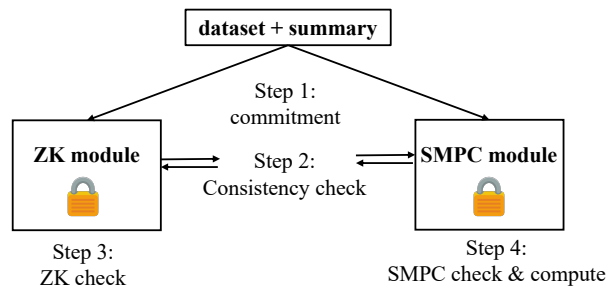 dataset + summary
Step 1:
commitment
ZK module
Step 2:
Consistency check
SMPC module
Step 3:
ZK check
Step 4:
SMPC check & compute